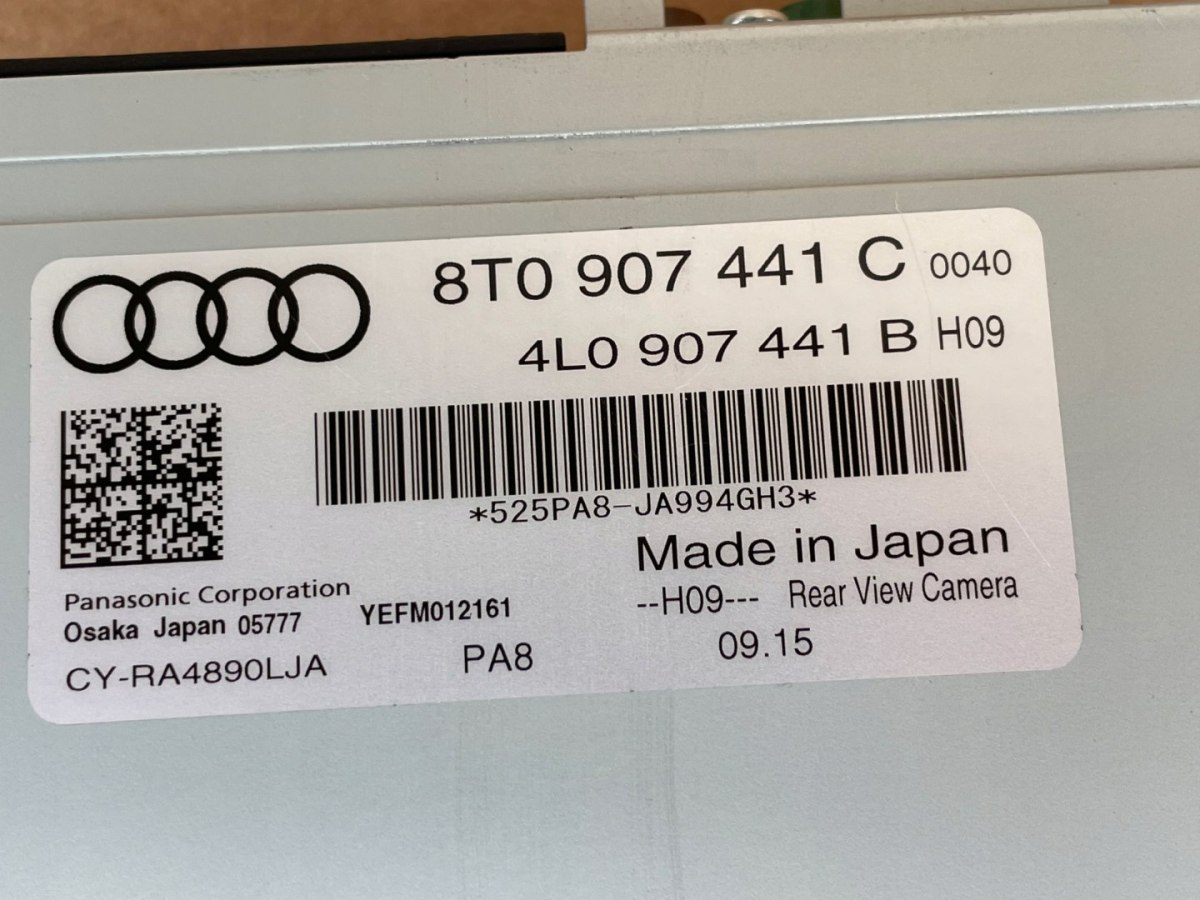 8T0 907 441 C 0040
4L0 907 441 B H09
*525PA8-JA994GH3*
Made in Japan
Panasonic Corporation
Osaka Japan 05777 YEFM012161
--H09--- Rear View Camera
CY-RA4890LJA PA8 09.15